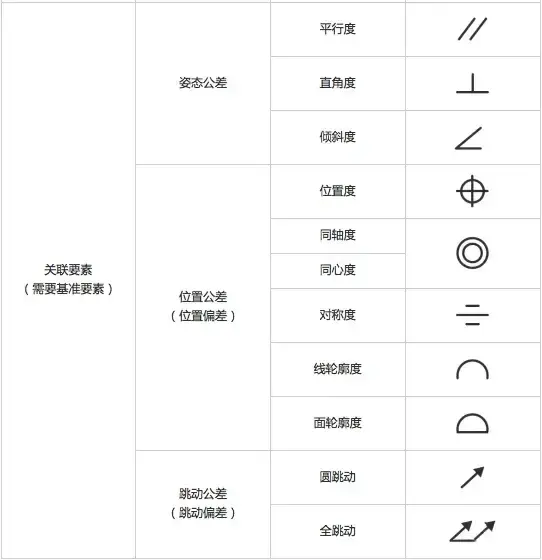 平行度
姿态公差
直角度
倾斜度
位置度
同轴度
关联要素
（需要基准要素）
同心度
位置公差
（位置偏差）
对称度
线轮廓度
面轮廓度
跳动公差
（跳动偏差）
圆跳动
全跳动